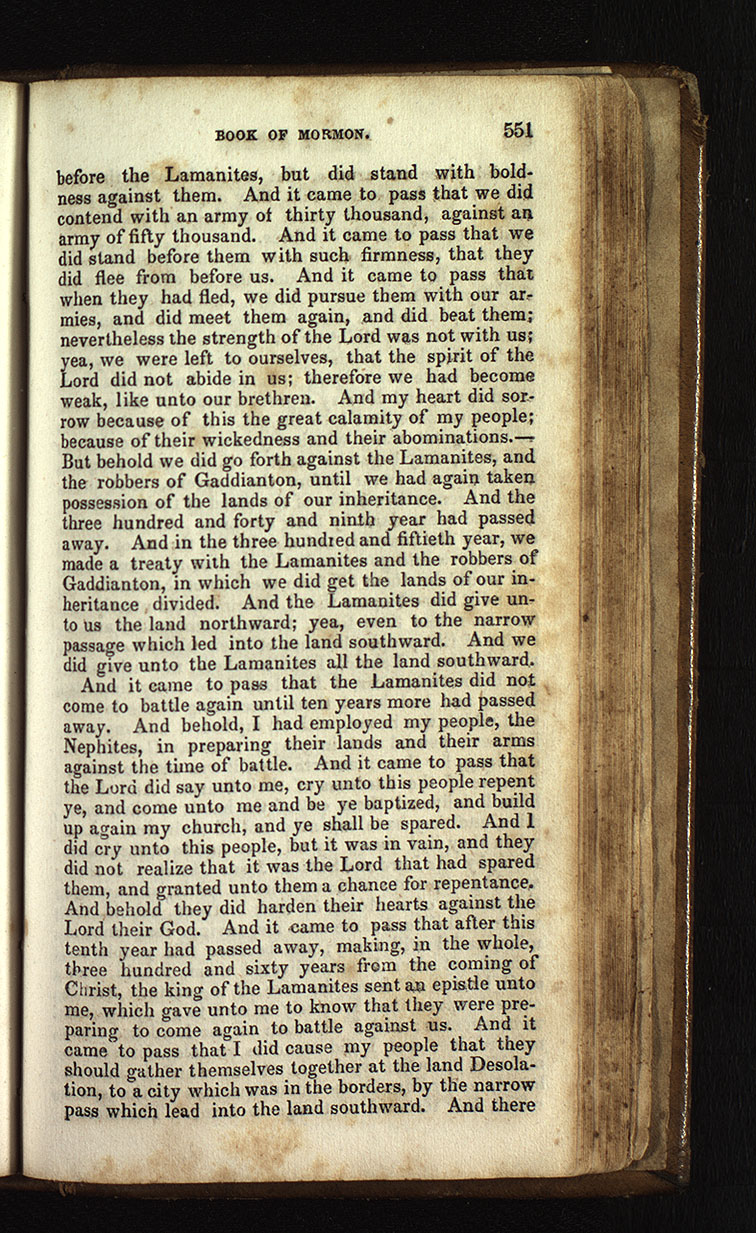 BOOK OF MORMON. 551
before the Lamanites, but did stand with bold-
ness against them. And it came to pass that we did
contend with an army of thirty thousand, against an
army of fifty thousand. And it came to pass that we
did stand before them with such firmness, that they
did flee from before us. And it came to pass that
when they had fled, we did pursue them with our ar-
mies, and did meet them again, and did beat them;
nevertheless the strength of the Lord was not with us;
yea, we were left to ourselves, that the spirit of the
Lord did not abide in us; therefore we had become
weak, like unto our brethren. And my heart did sor-
row because of this the great calamity of my people;
because of their wickedness and their abominations.—
But behold we did go forth against the Lamanites, and
the robbers of Gaddianton, until we had again taken
possession of the lands of our inheritance. And the
three hundred and forty and ninth year had passed
away. And in the three hundred and fiftieth year, we
made a treaty with the Lamanites and the robbers of
Gaddianton, in which we did get the lands of our in-
heritance divided. And the Lamanites did give un-
to us the land northward; yea, even to the narrow
passage which led into the land southward. And we
did give unto the Lamanites all the land southward.
And it came to pass that the Lamanites did not
come to battle again until ten years more had passed
away. And behold, I had employed my people, the
Nephites, in preparing their lands and their arms
against the time of battle. And it came to pass that
the Lord did say unto me, cry unto this people repent
ye, and come unto me and be ye baptized, and build
up again my church, and ye shall be spared. And I
did cry unto this people, but it was in vain, and they
did not realize that it was the Lord that had spared
them, and granted unto them a chance for repentance.
And behold they did harden their hearts against the
Lord their God. And it came to pass that after this
tenth year had passed away, making, in the whole,
three hundred and sixty years from the coming of
Christ, the king of the Lamanites sent an epistle unto
me, which gave unto me to know that they were pre-
paring to come again to battle against us. And it
came to pass that I did cause my people that they
should gather themselves together at the land Desola-
tion, to a city which was in the borders, by the narrow
pass which lead into the land southward. And there